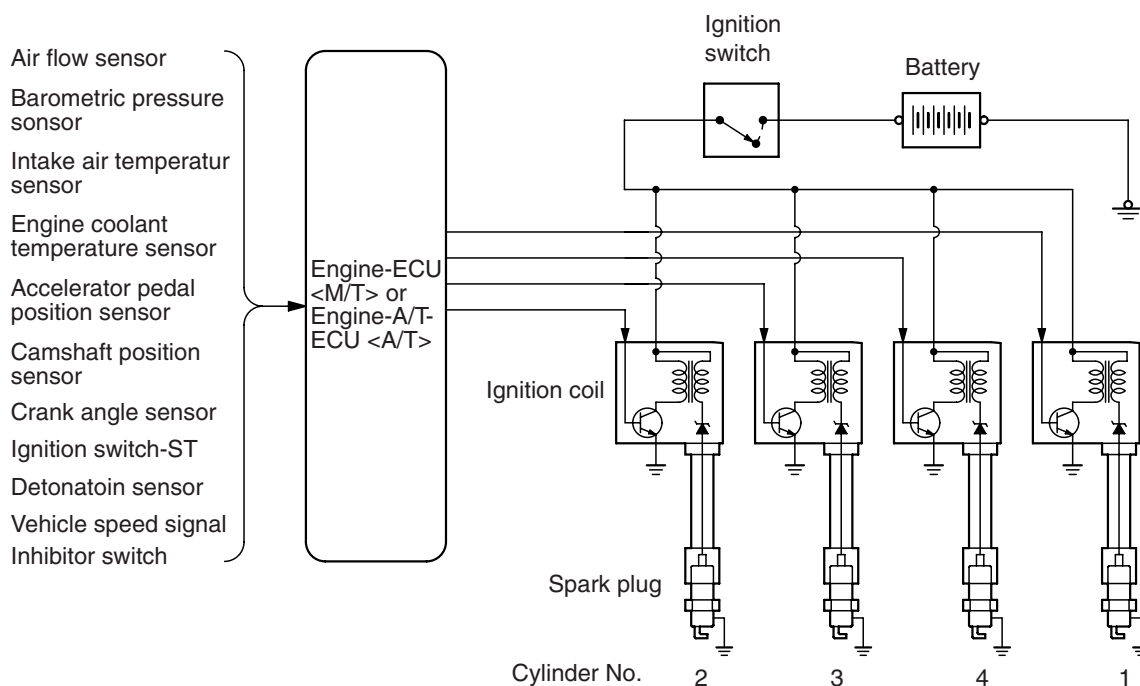 Air flow sensor
Barometric pressure
sonsor
Intake air temperatur
sensor
Engine coolant
temperature sensor
Accelerator pedal
position sensor
Camshaft position
sensor
Crank angle sensor
Ignition switch-ST
Detonatoin sensor
Vehicle speed signal
Inhibitor switch
Engine-ECU
<M/T> or
Engine-A/T-
ECU <A/T>
Ignition
switch
Battery
Ignition coil
Spark plug
Cylinder No. 2 3 4 1